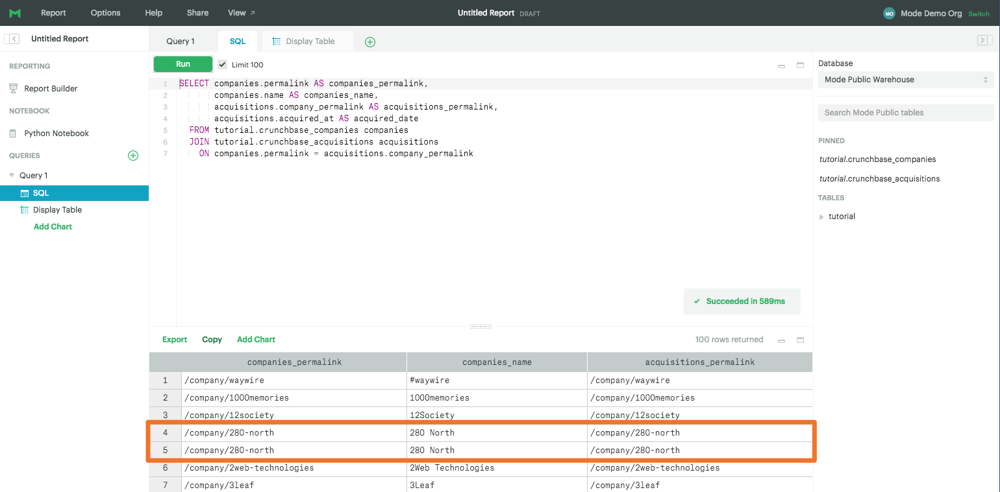 Report Options Help Share View ↗ Untitled Report DRAFT MO Mode Demo Org Switch
Untitled Report
REPORTING
Report Builder
NOTEBOOK
Python Notebook
QUERIES
Query 1
SQL
Display Table
Add Chart
Query 1 SQL Display Table
Run Limit 100
1 SELECT companies.permalink AS companies_permalink,
2 companies.name AS companies_name,
3 acquisitions.company_permalink AS acquisitions_permalink,
4 acquisitions.acquired_at AS acquired_date
5 FROM tutorial.crunchbase_companies companies
6 JOIN tutorial.crunchbase_acquisitions acquisitions
7 ON companies.permalink = acquisitions.company_permalink
Succeeded in 589ms
Export Copy Add Chart 100 rows returned
companies_permalink companies_name acquisitions_permalink
1 /company/waywire #waywire /company/waywire
2 /company/1000memories 1000memories /company/1000memories
3 /company/12society 12Society /company/12society
4 /company/280-north 280 North /company/280-north
5 /company/280-north 280 North /company/280-north
6 /company/2web-technologies 2Web Technologies /company/2web-technologies
7 /company/3leaf 3Leaf /company/3leaf
Database
Mode Public Warehouse
Search Mode Public tables
PINNED
tutorial.crunchbase_companies
tutorial.crunchbase_acquisitions
TABLES
tutorial